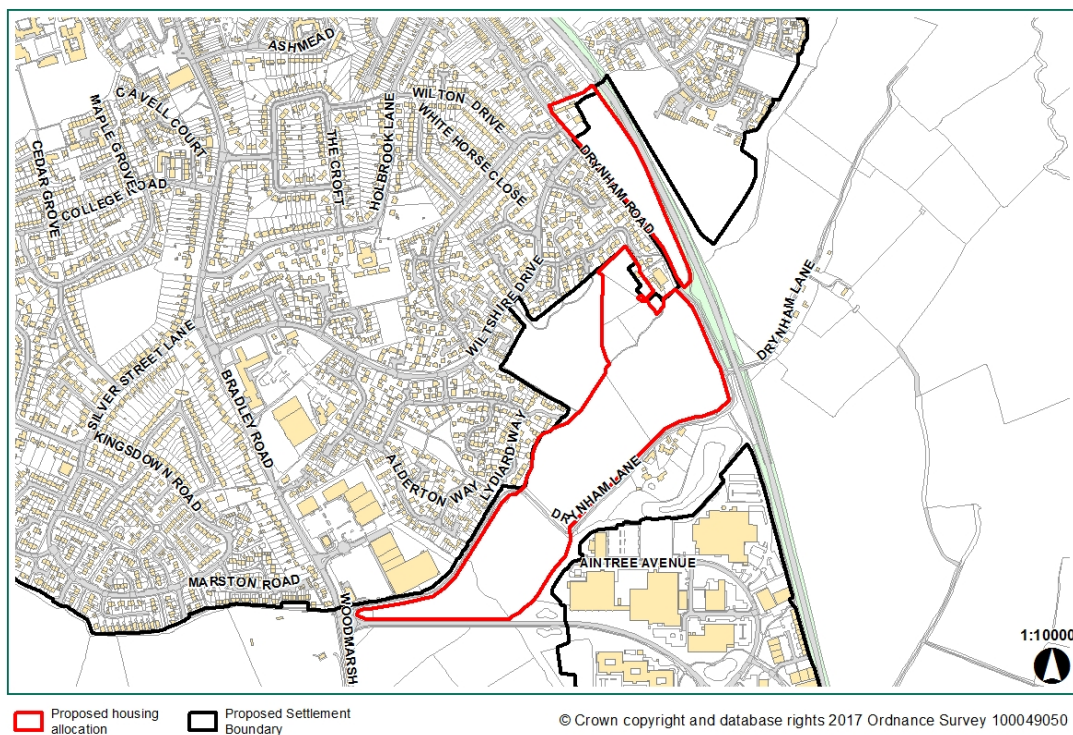 ASHMEAD
CAVELL COURT
MAPLE GROVE
CEDAR GROVE
COLLEGE ROAD
THE CROFT
HOLBROOK LANE
WILTON DRIVE
WHITE HORSE CLOSE
DRYNHAM ROAD
WILTSHIRE DRIVE
DRYNHAM LANE
SILVER STREET LANE
BRADLEY ROAD
KINGSDOWN ROAD
ALDERTON WAY
LYDIARD WAY
DRYNHAM LANE
AINTREE AVENUE
MARSTON ROAD
WOODMARSH
1:10000
Proposed housing
allocation
Proposed Settlement
Boundary
© Crown copyright and database rights 2017 Ordnance Survey 100049050